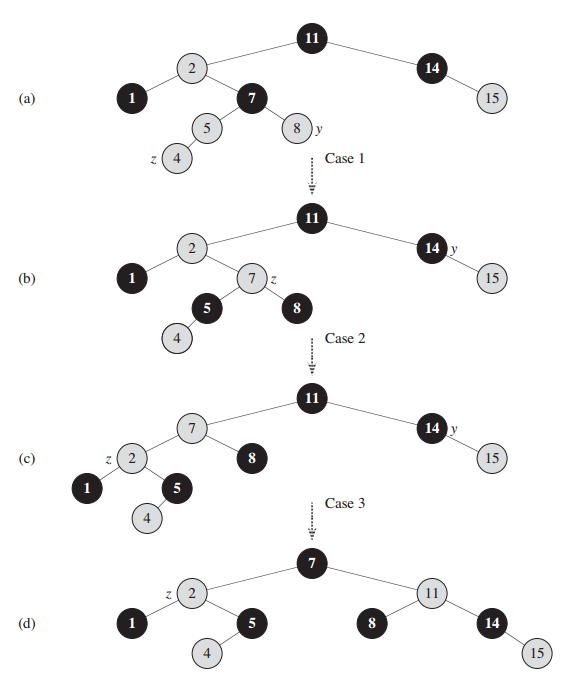 11
2 14
(a) 1 7 15
5 8 y
z 4 Case 1
11
2 14 y
(b) 1 7 z 15
5 8
4 Case 2
11
7 14 y
(c) z 2 8 15
1 5
4 Case 3
7
z 2 11
(d) 1 5 8 14
4 15